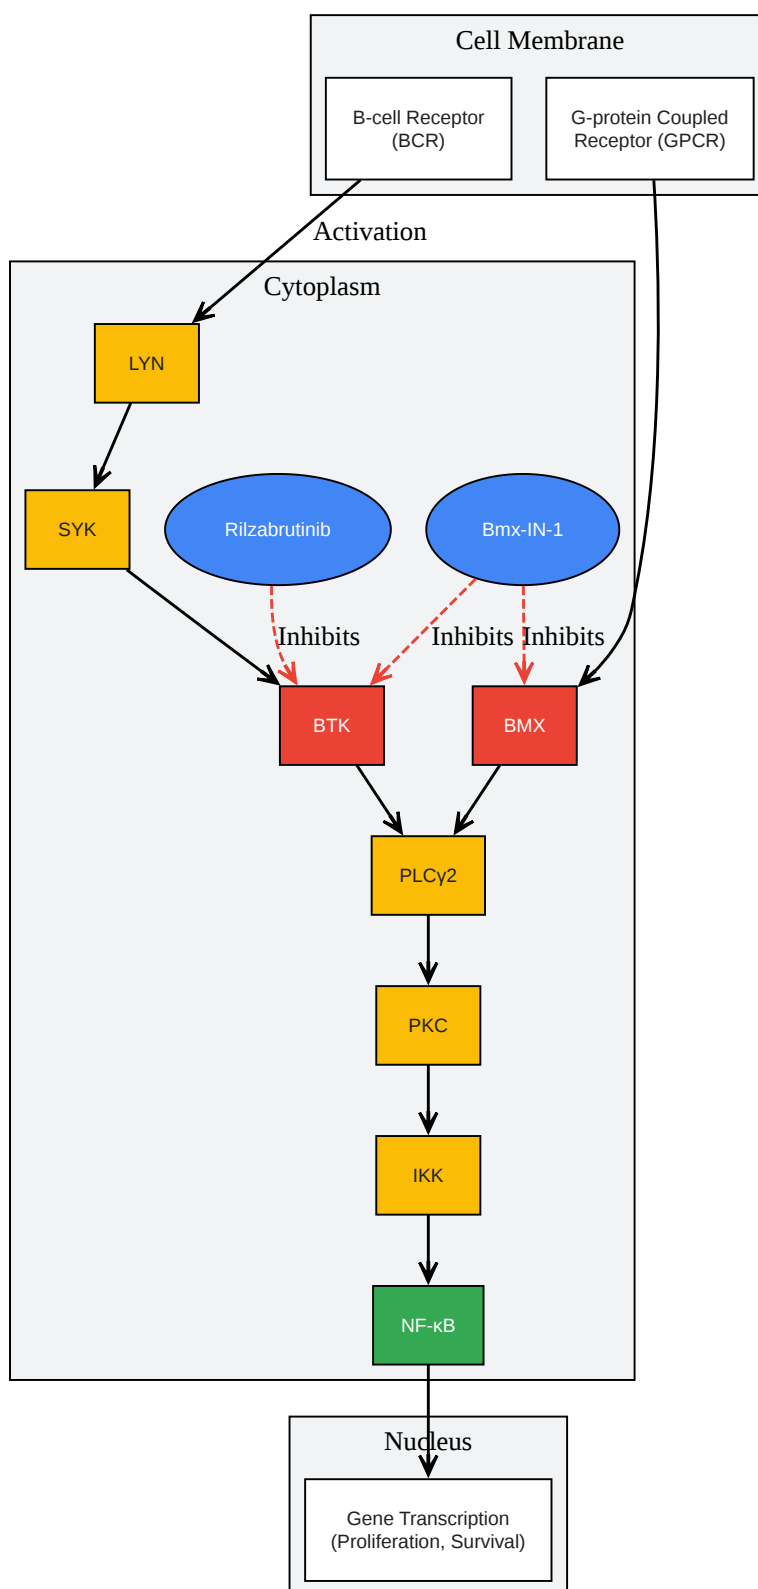 Cell Membrane
B-cell Receptor
(BCR)
G-protein Coupled
Receptor (GPCR)
Activation
Cytoplasm
LYN
SYK
Rilzabrutinib
Bmx-IN-1
Inhibits
Inhibits
Inhibits
BTK
BMX
PLCγ2
PKC
IKK
NF-κB
Nucleus
Gene Transcription
(Proliferation, Survival)